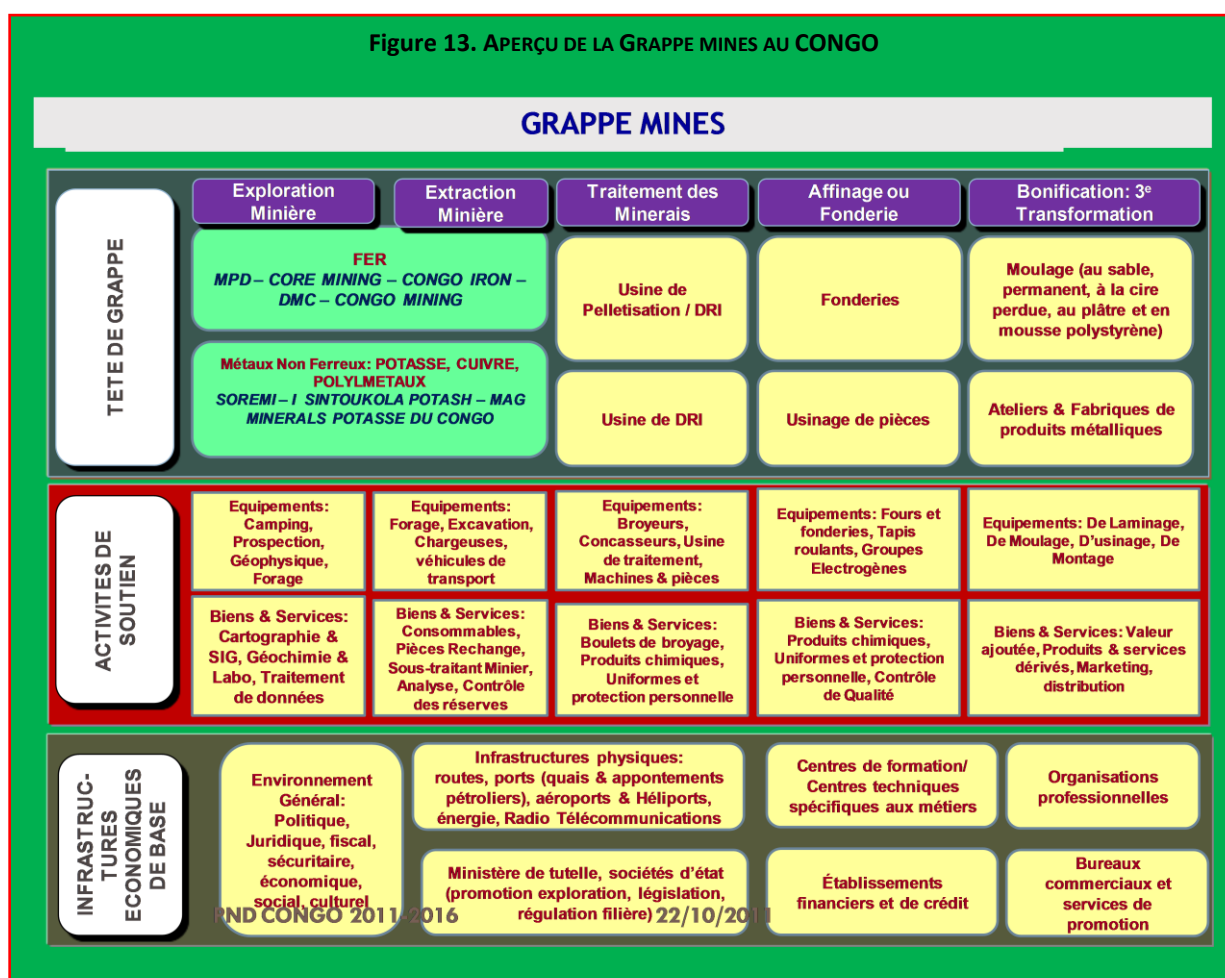 Figure 13. APERÇU DE LA GRAPPE MINES AU CONGO
GRAPPE MINES
TETE DE GRAPPE
Exploration
Minière
Extraction
Minière
Traitement des
Minerais
Affinage ou
Fonderie
Bonification: 3e
Transformation
FER
MPD – CORE MINING – CONGO IRON –
DMC – CONGO MINING
Usine de
Pelletisation / DRI
Fonderies
Moulage (au sable,
permanent, à la cire
perdue, au plâtre et en
mousse polystyrène)
Métaux Non Ferreux: POTASSE, CUIVRE,
POLYLMETAUX
SOREMI – I SINTOUKOLA POTASH – MAG
MINERALS POTASSE DU CONGO
Usine de DRI
Usinage de pièces
Ateliers & Fabriques de
produits métalliques
ACTIVITES DE
SOUTIEN
Equipements:
Camping,
Prospection,
Géophysique,
Forage
Equipements:
Forage, Excavation,
Chargeuses,
véhicules de
transport
Equipements:
Broyeurs,
Concasseurs, Usine
de traitement,
Machines & pièces
Equipements: Fours et
fonderies, Tapis
roulants, Groupes
Electrogènes
Equipements: De Laminage,
De Moulage, D'usinage, De
Montage
Biens & Services:
Cartographie &
SIG, Géochimie &
Labo, Traitement
de données
Biens & Services:
Consommables,
Pièces Rechange,
Sous-traitant Minier,
Analyse, Contrôle
des réserves
Biens & Services:
Boulets de broyage,
Produits chimiques,
Uniformes et
protection personnelle
Biens & Services:
Produits chimiques,
Uniformes et protection
personnelle, Contrôle
de Qualité
Biens & Services: Valeur
ajoutée, Produits & services
dérivés, Marketing,
distribution
INFRASTRUC-
TURES
ECONOMIQUES
DE BASE
Environnement
Général:
Politique,
Juridique, fiscal,
sécuritaire,
économique,
social, culturel
Infrastructures physiques:
routes, ports (quais & appontements
pétroliers), aéroports & Héliports,
énergie, Radio Télécommunications
Centres de formation/
Centres techniques
spécifiques aux métiers
Organisations
professionnelles
Ministère de tutelle, sociétés d'état
(promotion exploration, législation,
régulation filière)
Établissements
financiers et de crédit
Bureaux
commerciaux et
services de
promotion
PND CONGO 2011-2016
22/10/2011